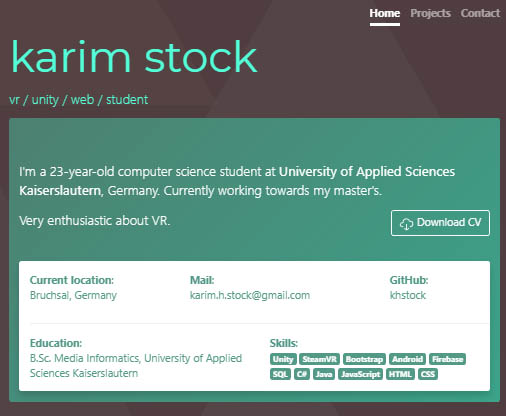 Home Projects Contact
karim stock
vr / unity / web / student
I'm a 23-year-old computer science student at University of Applied Sciences
Kaiserslautern, Germany. Currently working towards my master's.
Very enthusiastic about VR.
Download CV
Current location:
Bruchsal, Germany
Mail:
karim.h.stock@gmail.com
GitHub:
khstock
Education:
B.Sc. Media Informatics, University of Applied
Sciences Kaiserslautern
Skills:
Unity SteamVR Bootstrap Android Firebase
SQL C# Java JavaScript HTML CSS